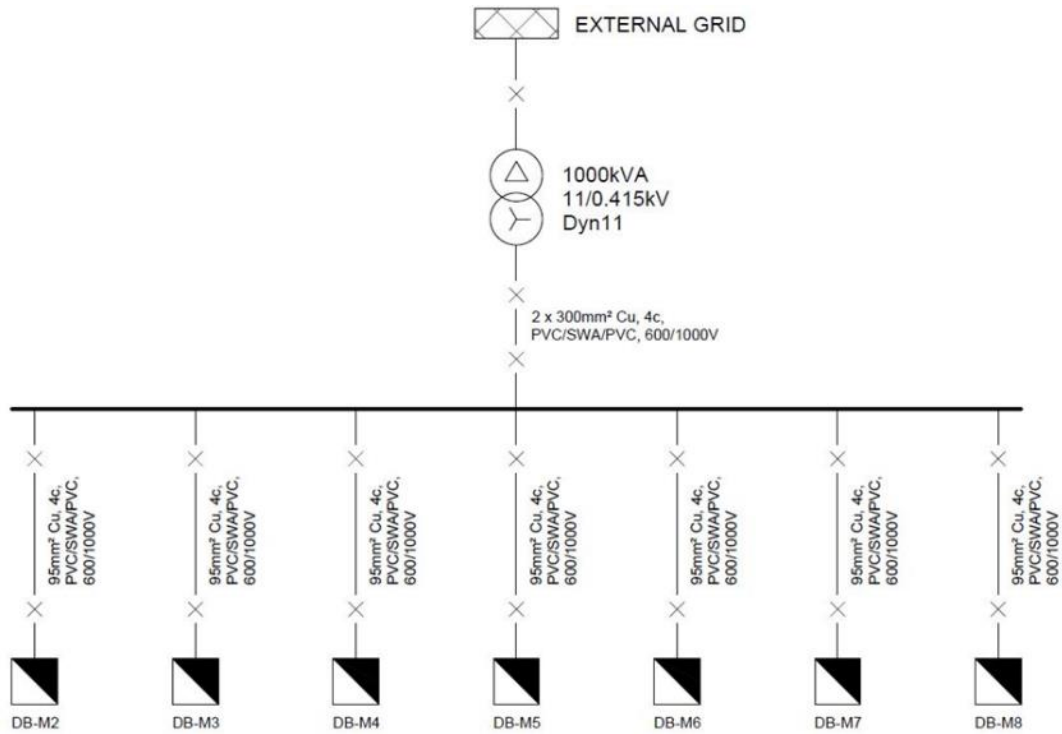 EXTERNAL GRID
1000kVA
11/0.415kV
Dyn11
2 x 300mm² Cu, 4c,
PVC/SWA/PVC, 600/1000V
95mm² Cu, 4c,
PVC/SWA/PVC,
600/1000V
95mm² Cu, 4c,
PVC/SWA/PVC,
600/1000V
95mm² Cu, 4c,
PVC/SWA/PVC,
600/1000V
95mm² Cu, 4c,
PVC/SWA/PVC,
600/1000V
95mm² Cu, 4c,
PVC/SWA/PVC,
600/1000V
95mm² Cu, 4c,
PVC/SWA/PVC,
600/1000V
95mm² Cu, 4c,
PVC/SWA/PVC,
600/1000V
DB-M2
DB-M3
DB-M4
DB-M5
DB-M6
DB-M7
DB-M8